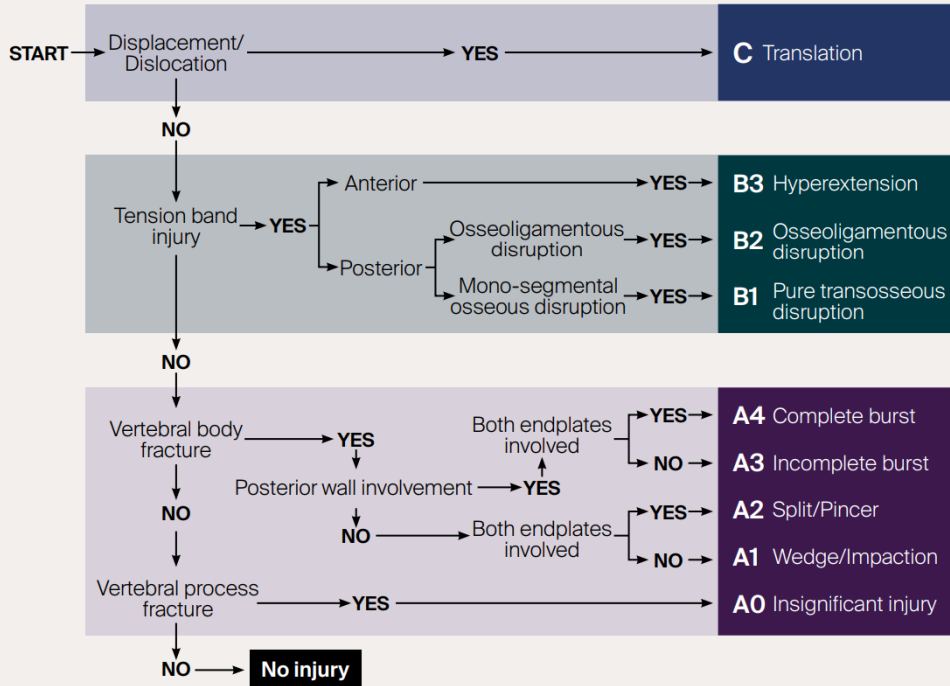 START
Displacement/
Dislocation
YES
C Translation
NO
Tension band
injury
YES
Anterior
YES
B3 Hyperextension
Posterior
Osseoligamentous
disruption
YES
B2 Osseoligamentous
disruption
Mono-segmental
osseous disruption
YES
B1 Pure transosseous
disruption
NO
Vertebral body
fracture
YES
Posterior wall involvement
YES
Both endplates
involved
YES
A4 Complete burst
NO
A3 Incomplete burst
NO
Both endplates
involved
YES
A2 Split/Pincer
NO
A1 Wedge/Impaction
NO
Vertebral process
fracture
YES
A0 Insignificant injury
NO
No injury